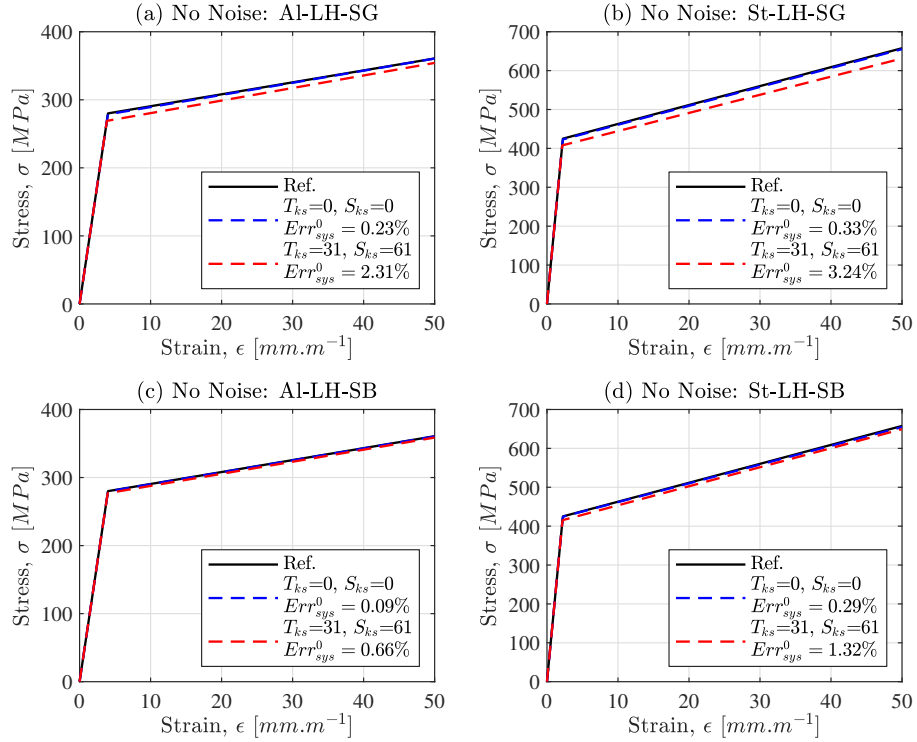 (a) No Noise: Al-LH-SG
400
300
200
100
0
Stress, σ [MPa]
Ref.
T_ks=0, S_ks=0
Err^0_sys = 0.23%
T_ks=31, S_ks=61
Err^0_sys = 2.31%
0 10 20 30 40 50
Strain, ϵ [mm.m⁻¹]
(b) No Noise: St-LH-SG
700
600
500
400
300
200
100
0
Stress, σ [MPa]
Ref.
T_ks=0, S_ks=0
Err^0_sys = 0.33%
T_ks=31, S_ks=61
Err^0_sys = 3.24%
0 10 20 30 40 50
Strain, ϵ [mm.m⁻¹]
(c) No Noise: Al-LH-SB
400
300
200
100
0
Stress, σ [MPa]
Ref.
T_ks=0, S_ks=0
Err^0_sys = 0.09%
T_ks=31, S_ks=61
Err^0_sys = 0.66%
0 10 20 30 40 50
Strain, ϵ [mm.m⁻¹]
(d) No Noise: St-LH-SB
700
600
500
400
300
200
100
0
Stress, σ [MPa]
Ref.
T_ks=0, S_ks=0
Err^0_sys = 0.29%
T_ks=31, S_ks=61
Err^0_sys = 1.32%
0 10 20 30 40 50
Strain, ϵ [mm.m⁻¹]